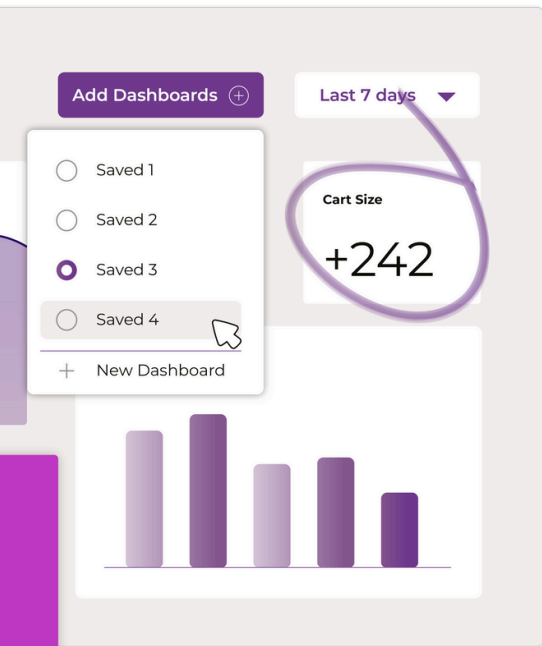 Add Dashboards
Last 7 days
Saved 1
Saved 2
Saved 3
Saved 4
New Dashboard
Cart Size
+242